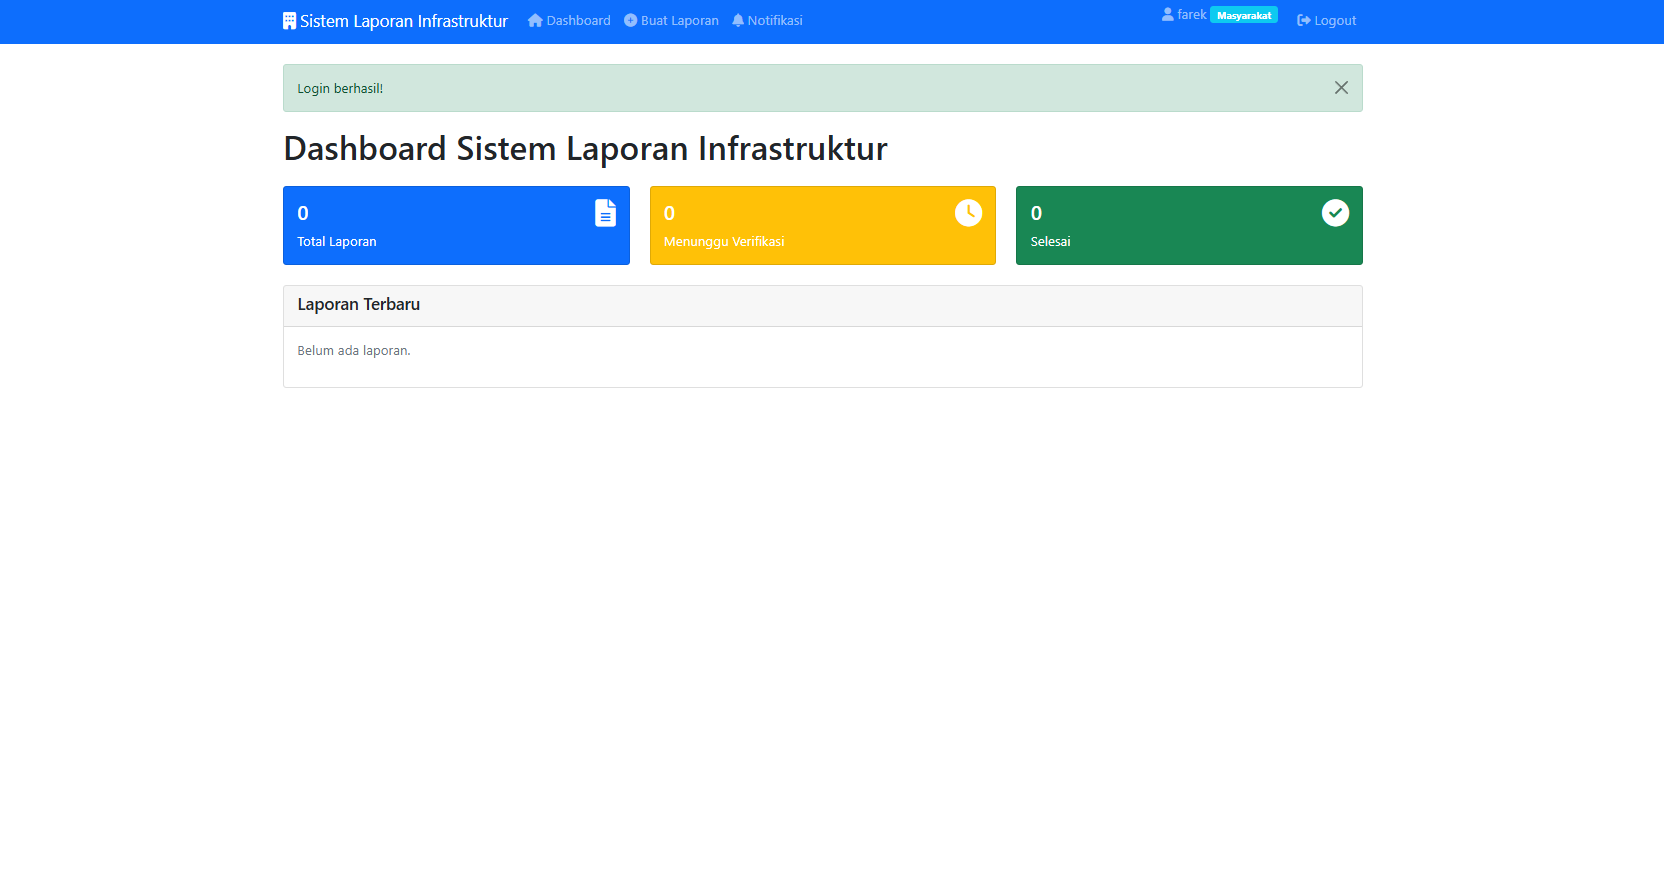 Sistem Laporan Infrastruktur Dashboard Buat Laporan Notifikasi farek Masyarakat Logout
Login berhasil!
Dashboard Sistem Laporan Infrastruktur
0
Total Laporan
0
Menunggu Verifikasi
0
Selesai
Laporan Terbaru
Belum ada laporan.